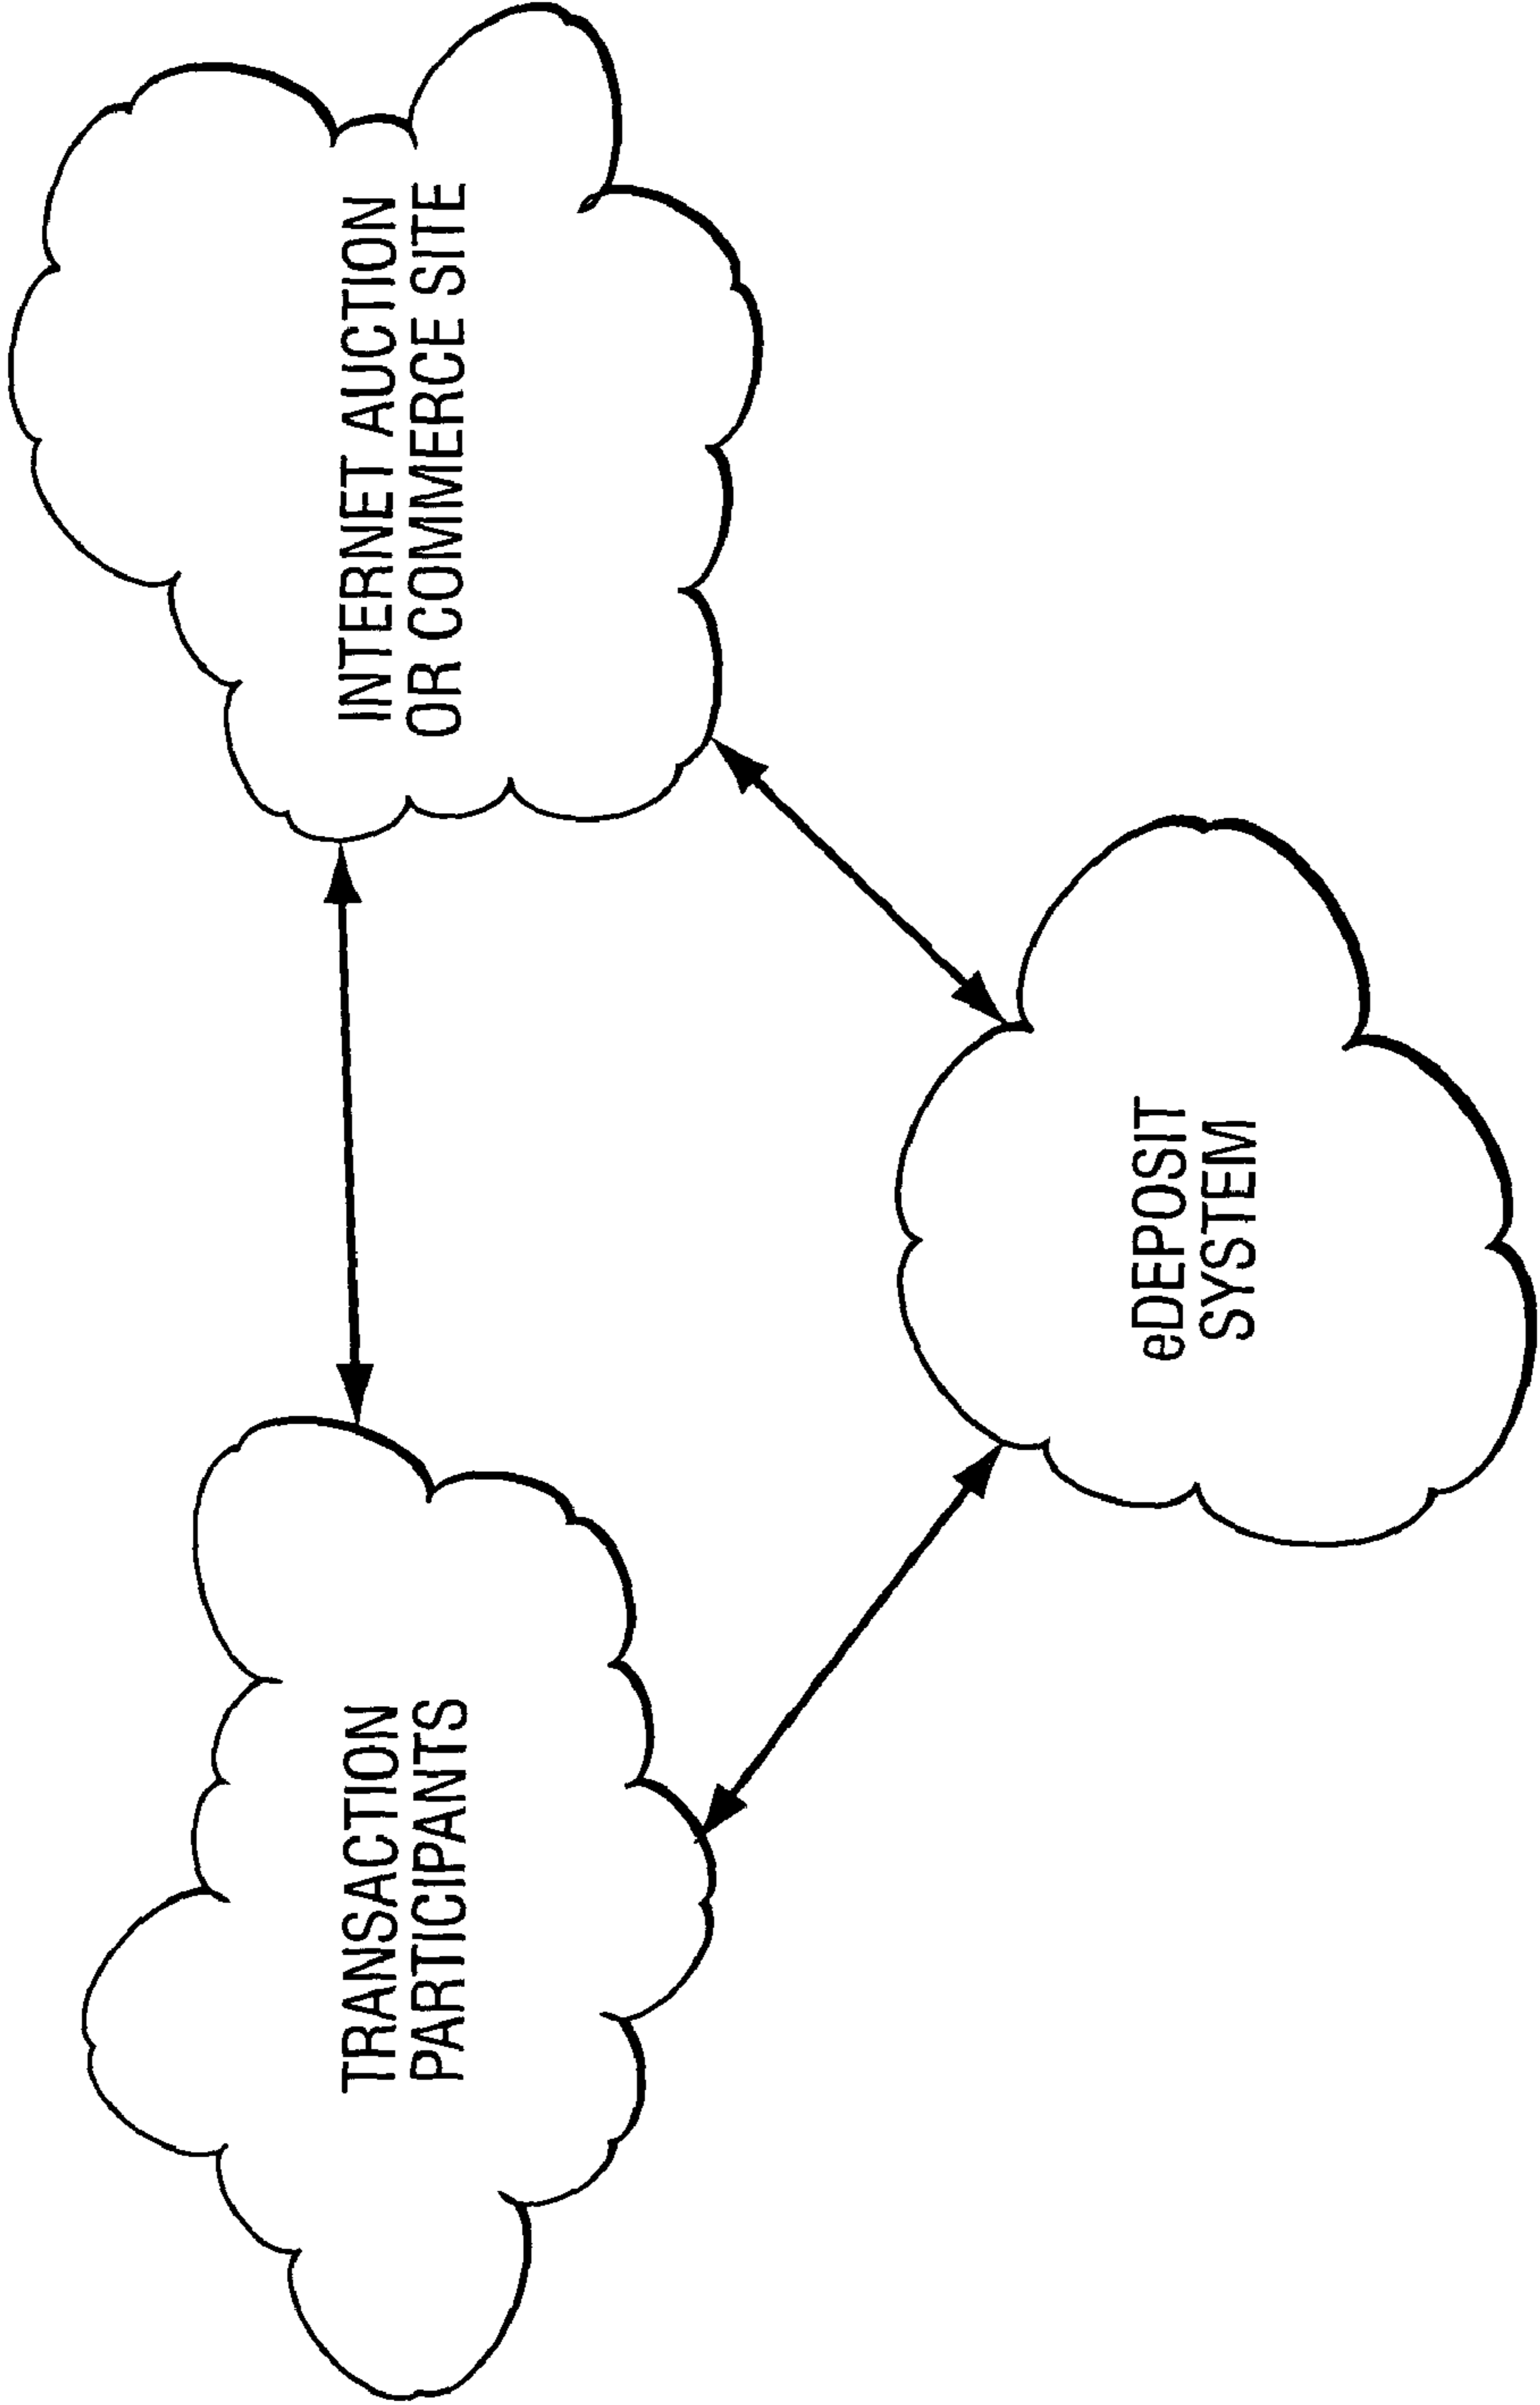 TRANSACTION
PARTICIPANTS
INTERNET AUCTION
OR COMMERCE SITE
eDEPOSIT
SYSTEM